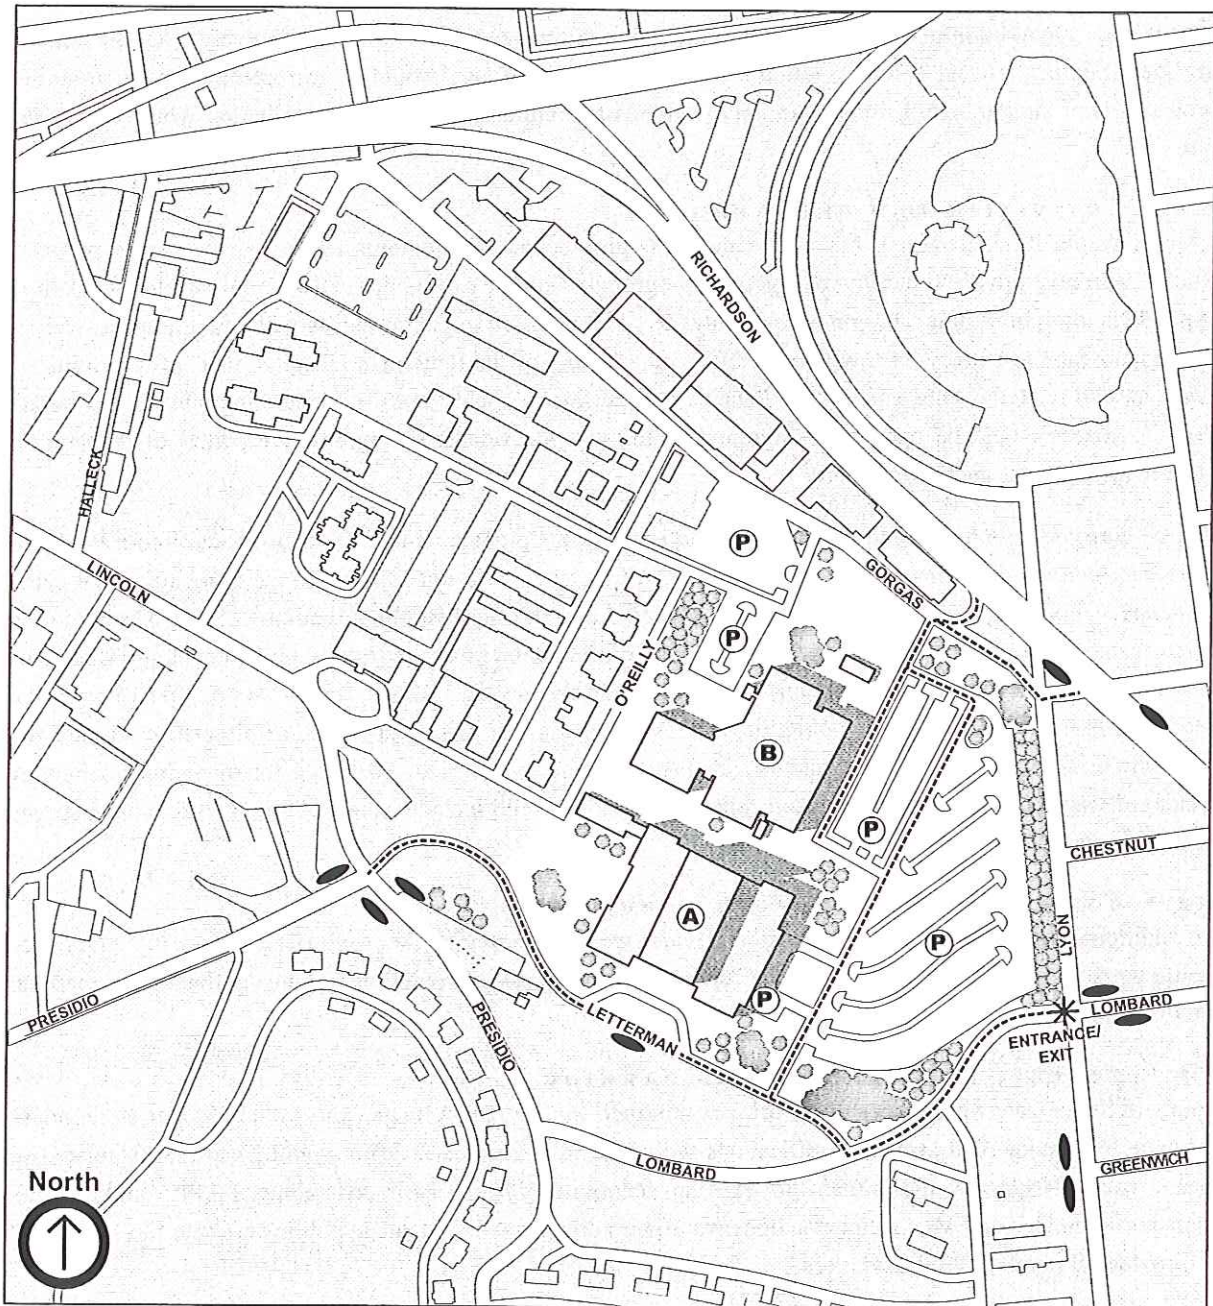 RICHARDSON
HALLECK
P
GORGAS
LINCOLN
P
O'REILLY
B
P
CHESTNUT
A
LYON
P
PRESIDIO
P
LOMBARD
LETTERMAN
PRESIDIO
ENTRANCE/
EXIT
LOMBARD
GREENWICH
North